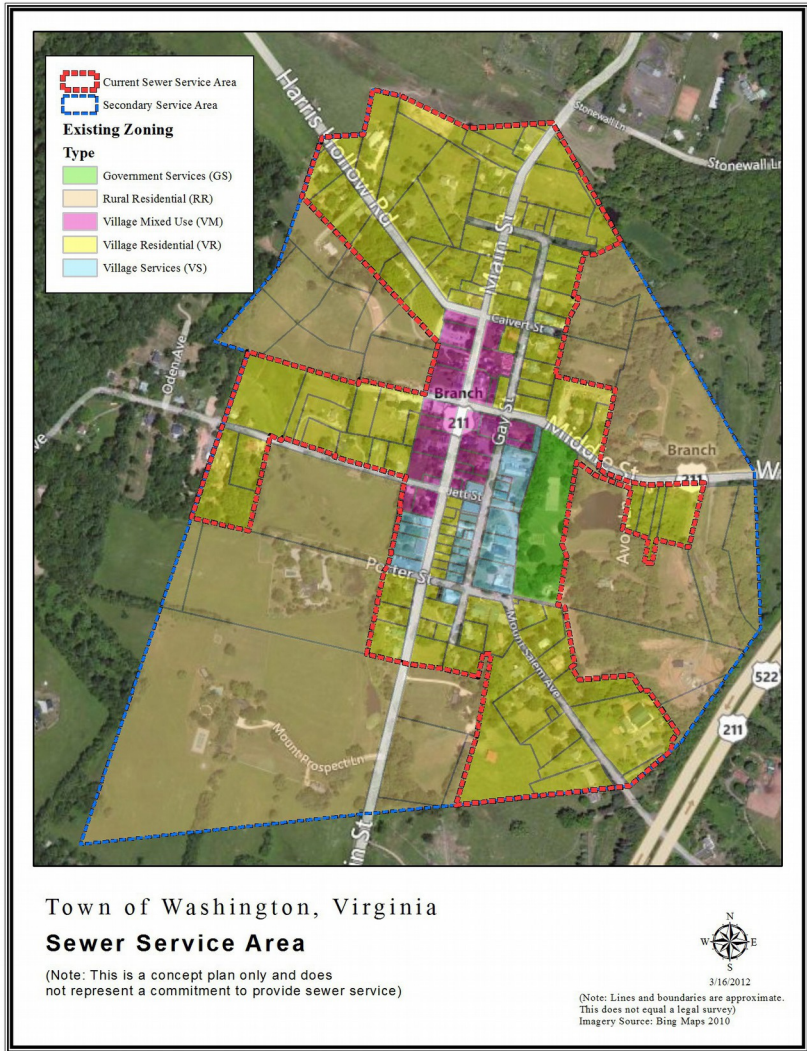 Current Sewer Service Area
Secondary Service Area
Existing Zoning
Type
Government Services (GS)
Rural Residential (RR)
Village Mixed Use (VM)
Village Residential (VR)
Village Services (VS)
Harris Hollow Rd
Stonewall Ln
Stonewall Ln
Main St
Calvert St
Oden Ave
ve
Branch
211
Gay St
Middle St
Branch
211
W
Jett St
Porter St
Mount Salem Ave
522
211
Mount Prospect Ln
in St
Town of Washington, Virginia
Sewer Service Area
(Note: This is a concept plan only and does
not represent a commitment to provide sewer service)
N
W E
S
3/16/2012
(Note: Lines and boundaries are approximate.
This does not equal a legal survey)
Imagery Source: Bing Maps 2010